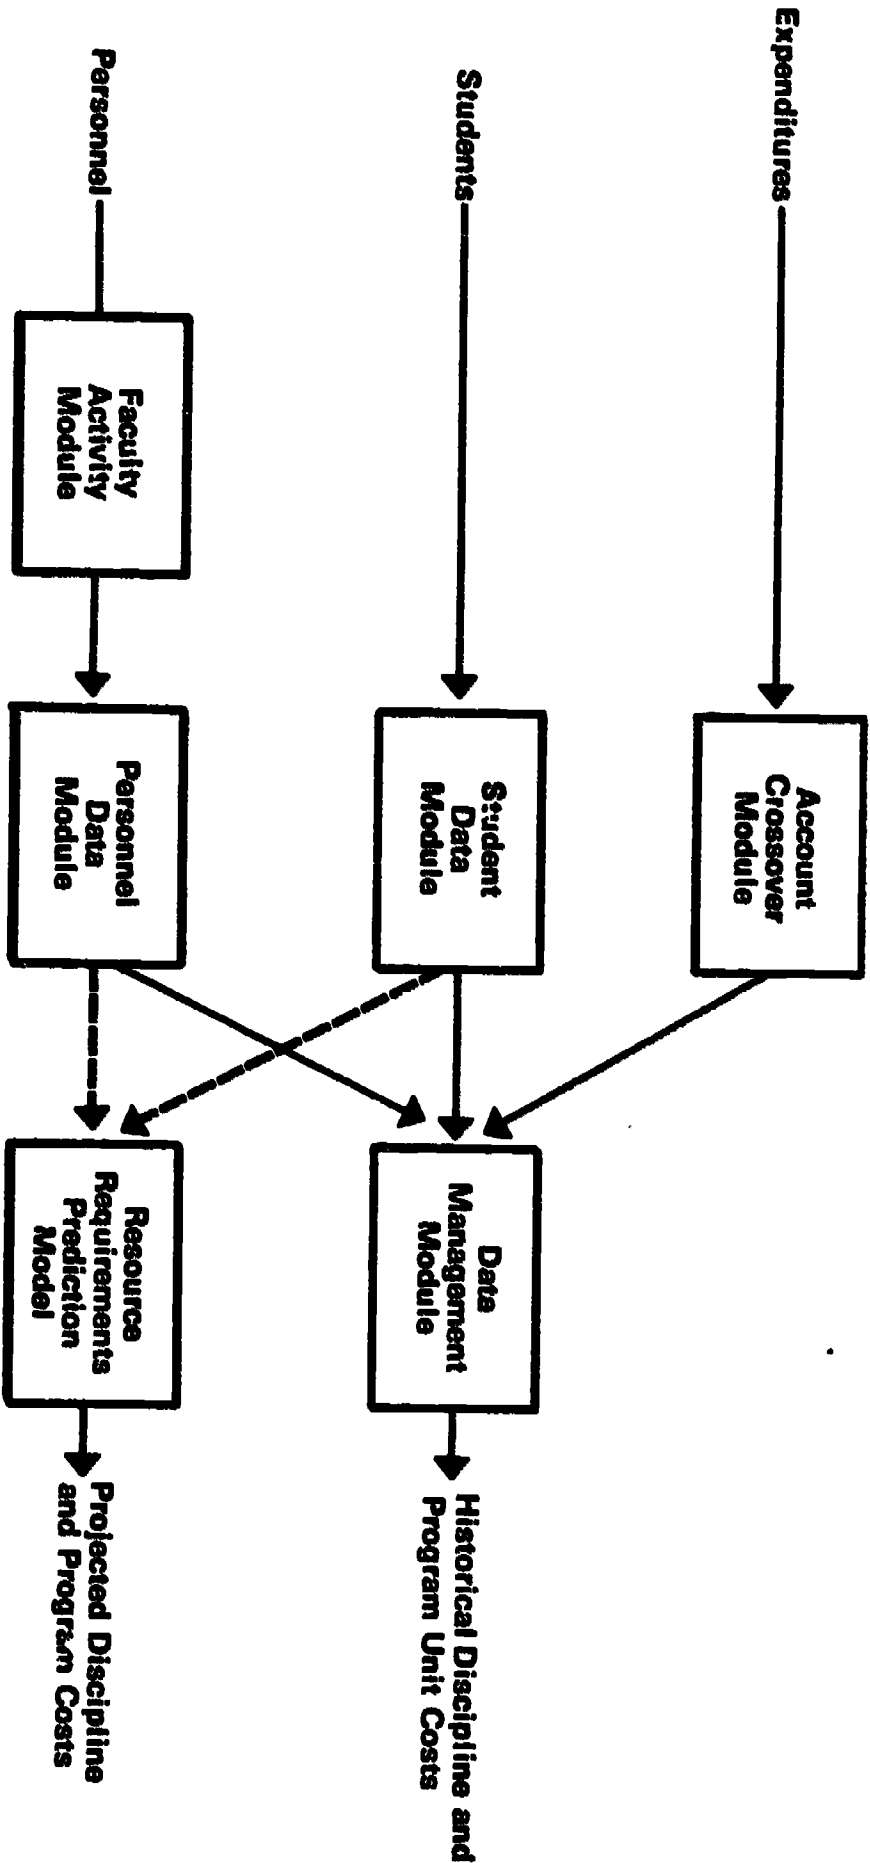 Expenditures
Account
Crossover
Module
Students
Student
Data
Module
Data
Management
Module
Historical Discipline and
Program Unit Costs
Personnel
Faculty
Activity
Module
Personnel
Data
Module
Resource
Requirements
Prediction
Model
Projected Discipline
and Program Costs